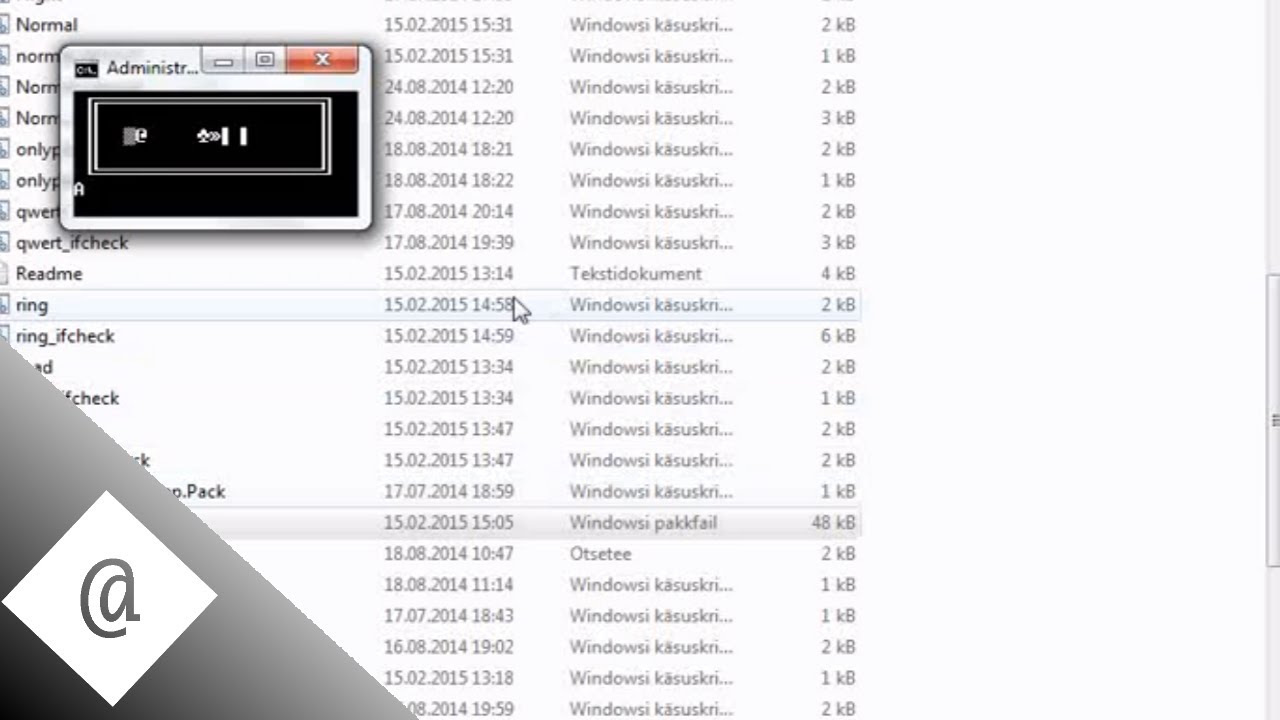 Normal 15.02.2015 15:31 Windowsi käsuskri... 2 kB
norm 15.02.2015 15:31 Windowsi käsuskri... 1 kB
Administr...
Norm 24.08.2014 12:20 Windowsi käsuskri... 2 kB
Norm 24.08.2014 12:20 Windowsi käsuskri... 3 kB
@ ♣»
onlyp 18.08.2014 18:21 Windowsi käsuskri... 2 kB
onlyp 18.08.2014 18:22 Windowsi käsuskri... 1 kB
A
qwert 17.08.2014 20:14 Windowsi käsuskri... 2 kB
qwert_ifcheck 17.08.2014 19:39 Windowsi käsuskri... 3 kB
Readme 15.02.2015 13:14 Tekstidokument 4 kB
ring 15.02.2015 14:58 Windowsi käsuskri... 2 kB
ring_ifcheck 15.02.2015 14:59 Windowsi käsuskri... 6 kB
ad 15.02.2015 13:34 Windowsi käsuskri... 2 kB
ifcheck 15.02.2015 13:34 Windowsi käsuskri... 1 kB
15.02.2015 13:47 Windowsi käsuskri... 2 kB
ck 15.02.2015 13:47 Windowsi käsuskri... 2 kB
p.Pack 17.07.2014 18:59 Windowsi käsuskri... 1 kB
15.02.2015 15:05 Windowsi pakkfail 48 kB
18.08.2014 10:47 Otsetee 2 kB
18.08.2014 11:14 Windowsi käsuskri... 1 kB
17.07.2014 18:43 Windowsi käsuskri... 1 kB
16.08.2014 19:02 Windowsi käsuskri... 2 kB
15.02.2015 13:18 Windowsi käsuskri... 1 kB
.08.2014 19:59 Windowsi käsuskri... 2 kB
@